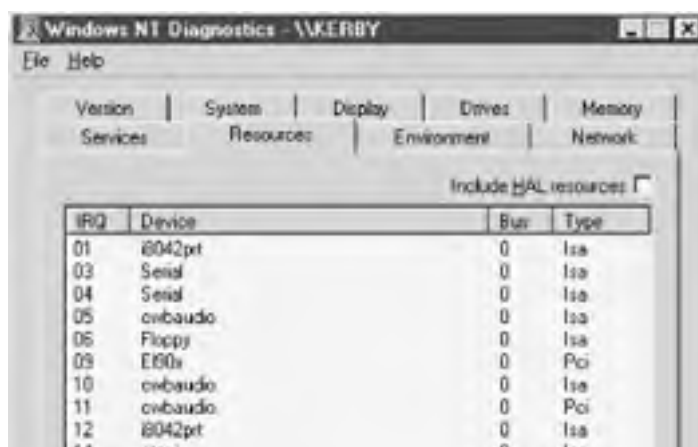 Windows NT Diagnostics - \\KERBY
File Help
Version System Display Drives Memory
Services Resources Environment Network
Include HAL resources
IRQ Device Bus Type
01 i8042prt 0 Isa
03 Serial 0 Isa
04 Serial 0 Isa
05 cwbaudio 0 Isa
06 Floppy 0 Isa
09 El90x 0 Pci
10 cwbaudio 0 Isa
11 cwbaudio 0 Pci
12 i8042prt 0 Isa